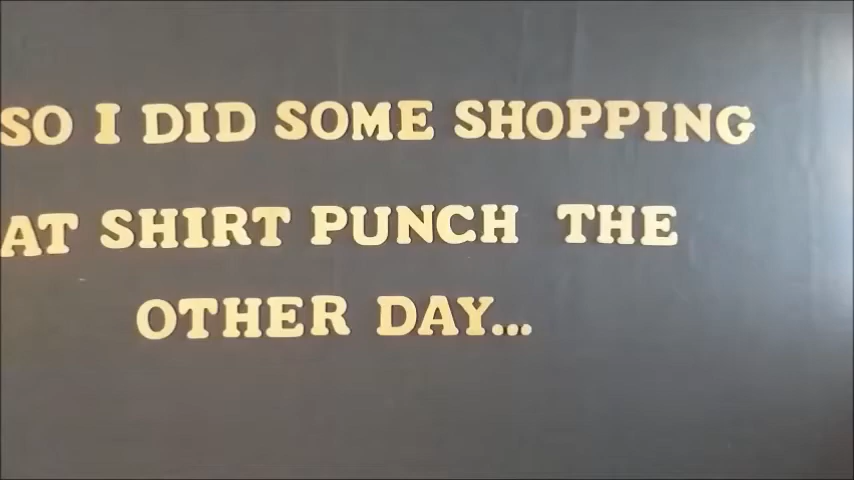 SO I DID SOME SHOPPING
AT SHIRT PUNCH THE
OTHER DAY...